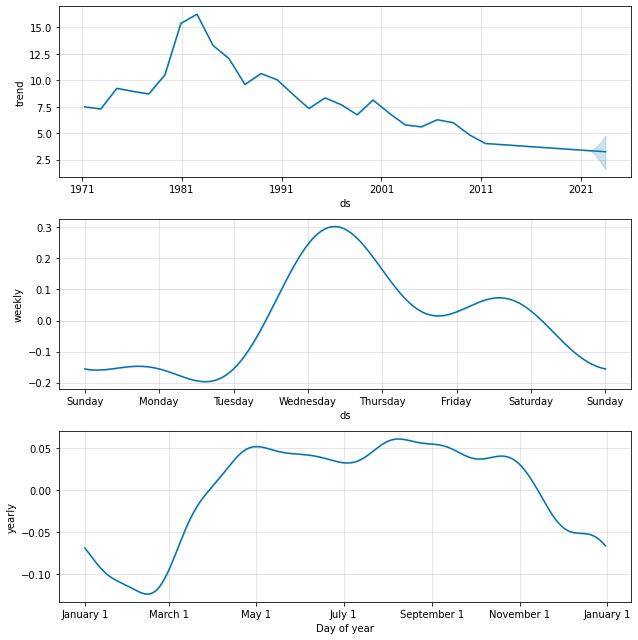 15.0
12.5
10.0
7.5
5.0
2.5
trend
1971 1981 1991 2001 2011 2021
ds
0.3
0.2
0.1
0.0
−0.1
−0.2
weekly
Sunday Monday Tuesday Wednesday Thursday Friday Saturday Sunday
ds
0.05
0.00
−0.05
−0.10
yearly
January 1 March 1 May 1 July 1 September 1 November 1 January 1
Day of year